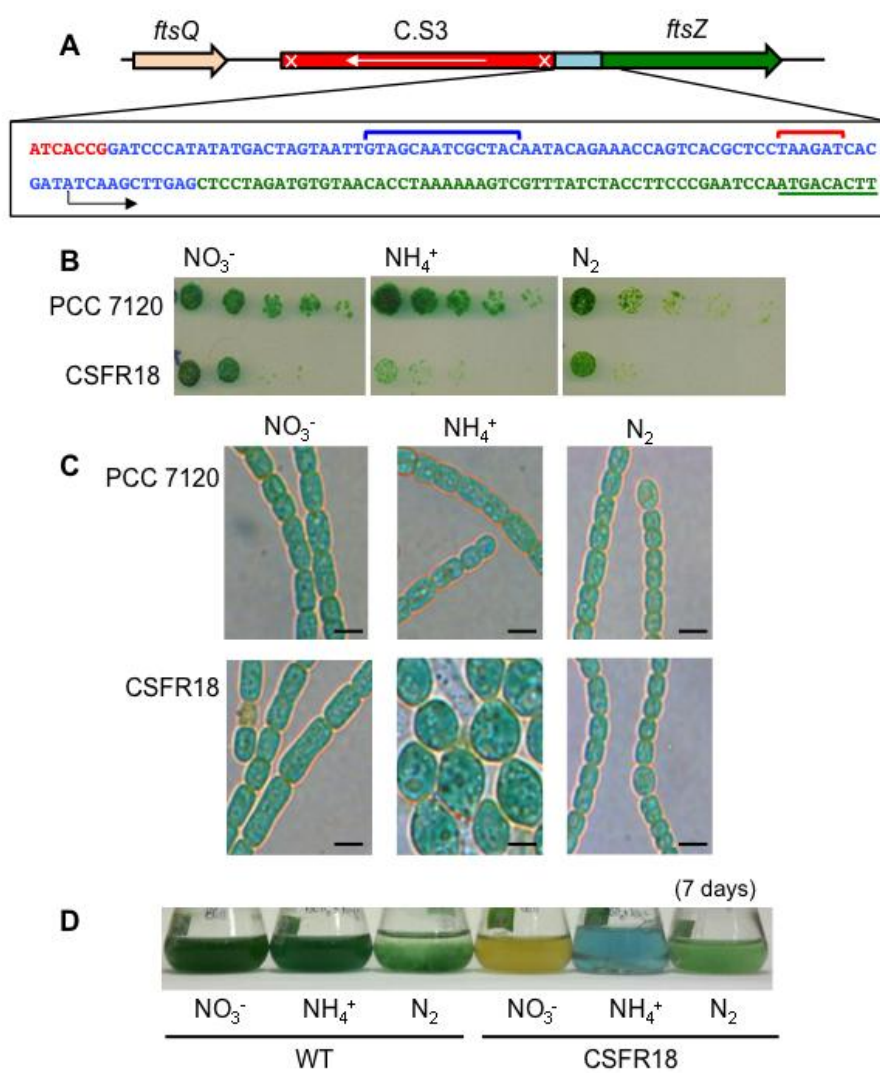 A
ftsQ C.S3 ftsZ
ATCACCGGATCCCATATATGACTAGTAATTGTAGCAATCGCTACAATACAGAAACCAGTCACGCTCCTAAGATCAC
GATATCAAGCTTGAGCTCCTAGATGTGTAACACCTAAAAAAGTCGTTTATCTACCTTCCCGAATCCAATGACACTT
B
NO3- NH4+ N2
PCC 7120
CSFR18
C
NO3- NH4+ N2
PCC 7120
CSFR18
(7 days)
D
NO3- NH4+ N2 NO3- NH4+ N2
WT CSFR18